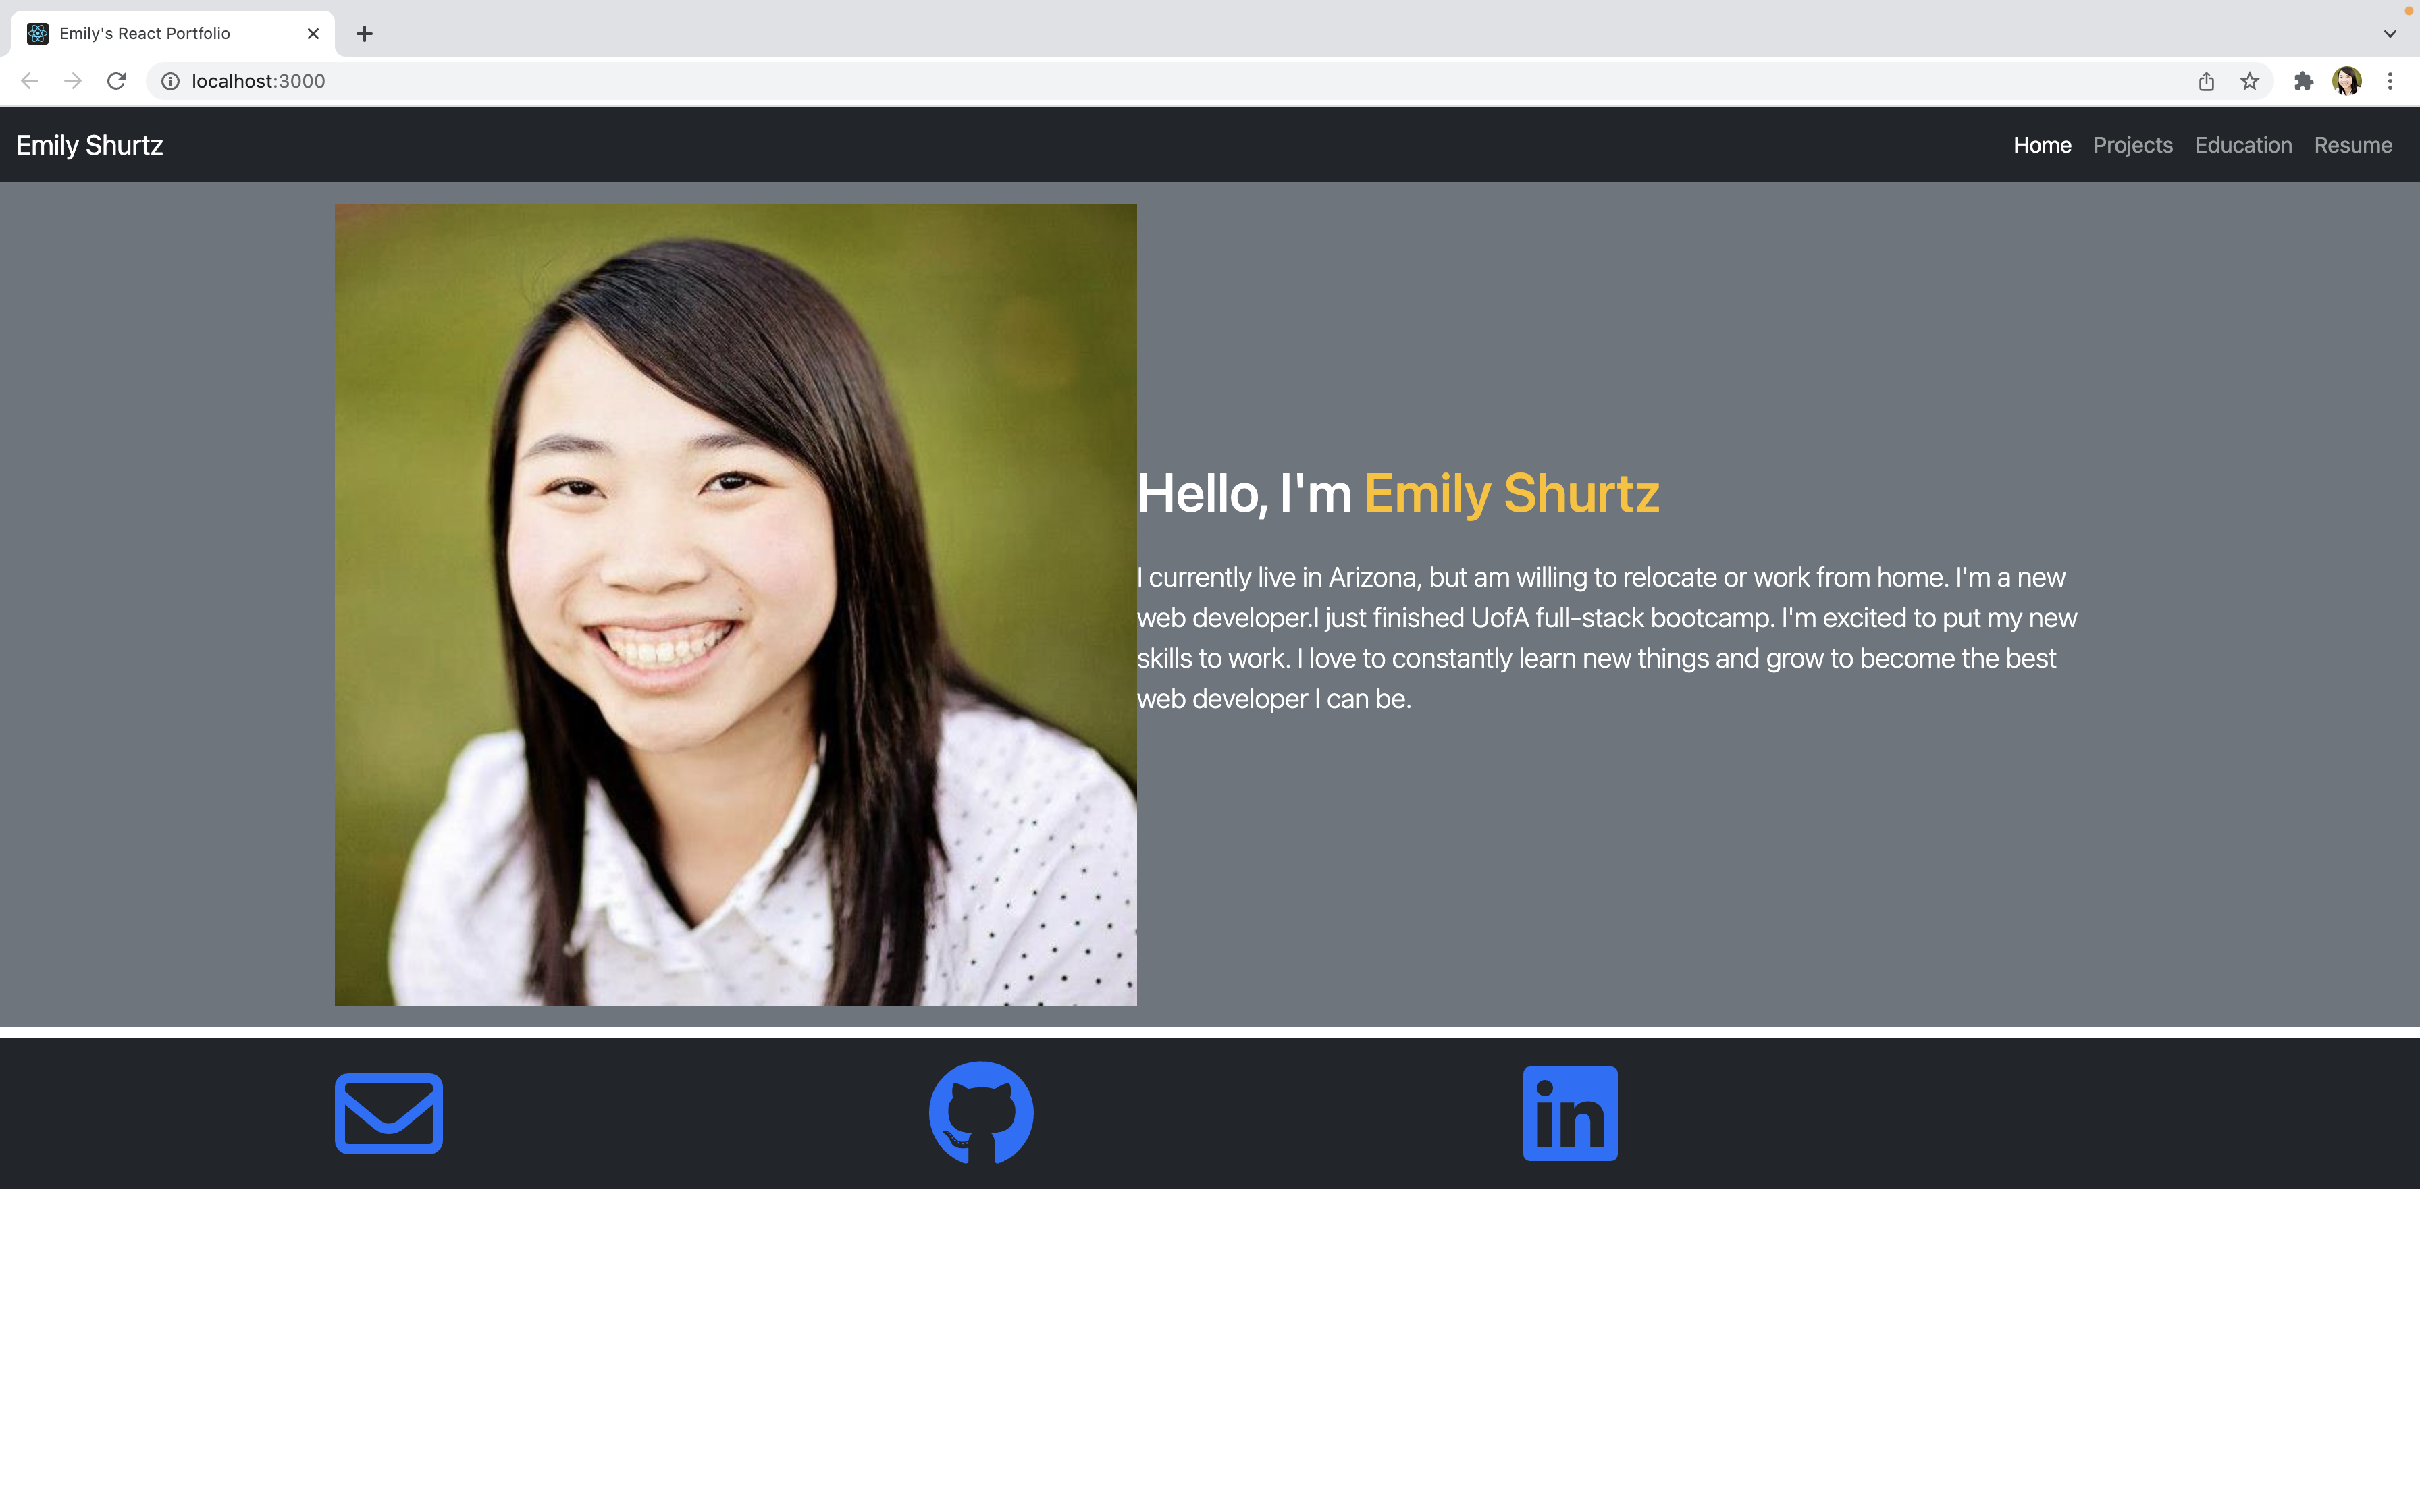 Emily's React Portfolio
localhost:3000
Emily Shurtz
Home Projects Education Resume
Hello, I'm Emily Shurtz
I currently live in Arizona, but am willing to relocate or work from home. I'm a new
web developer.I just finished UofA full-stack bootcamp. I'm excited to put my new
skills to work. I love to constantly learn new things and grow to become the best
web developer I can be.
in